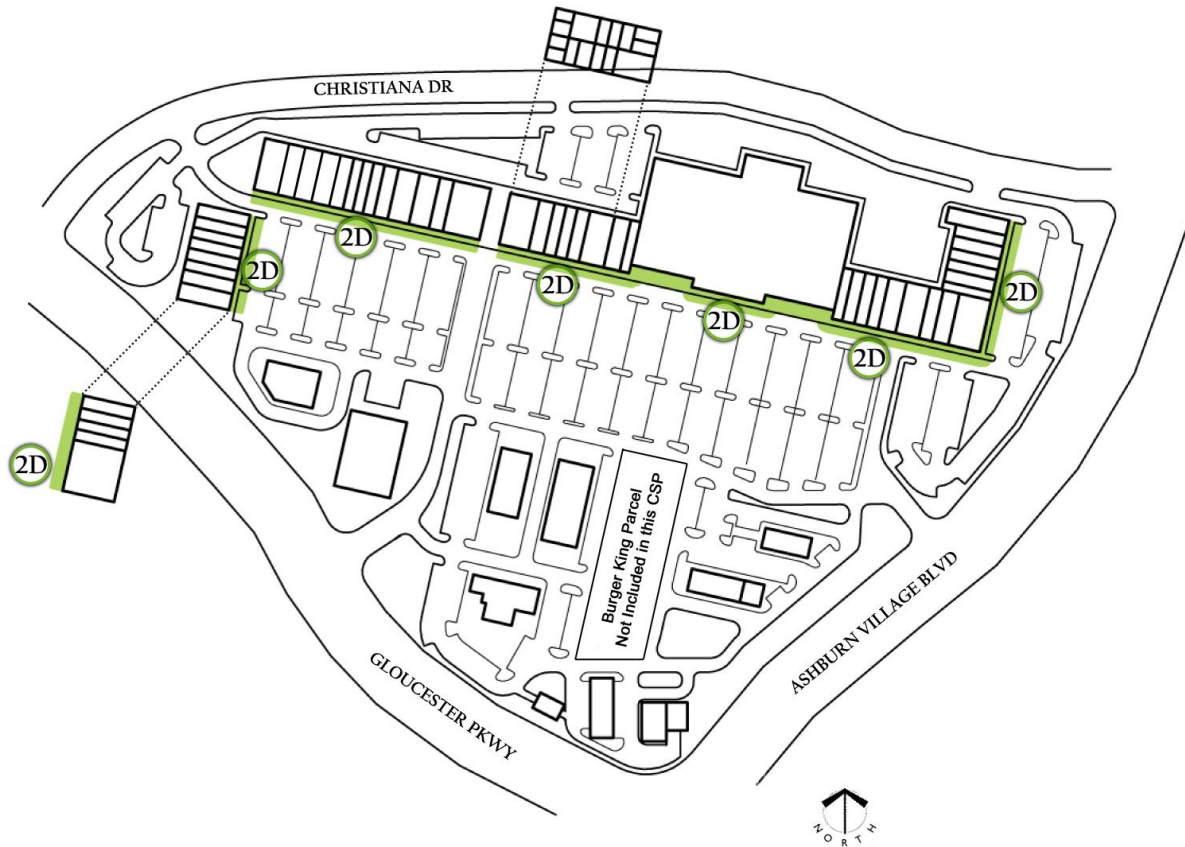 CHRISTIANA DR
2D
2D
2D
2D
2D
2D
2D
Burger King Parcel
Not Included in this CSP
GLOUCESTER PKWY
ASHBURN VILLAGE BLVD
NORTH